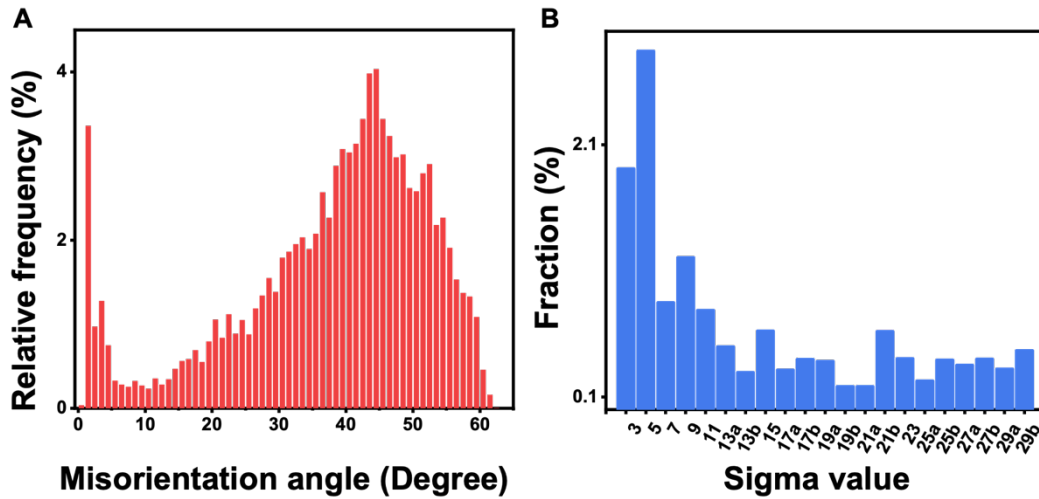 A
Relative frequency (%)
4
2
0
0
10
20
30
40
50
60
Misorientation angle (Degree)
B
Fraction (%)
2.1
0.1
3
5
7
9
11
13a
13b
15
17a
17b
19a
19b
21a
21b
23
25a
25b
27a
27b
29a
29b
Sigma value